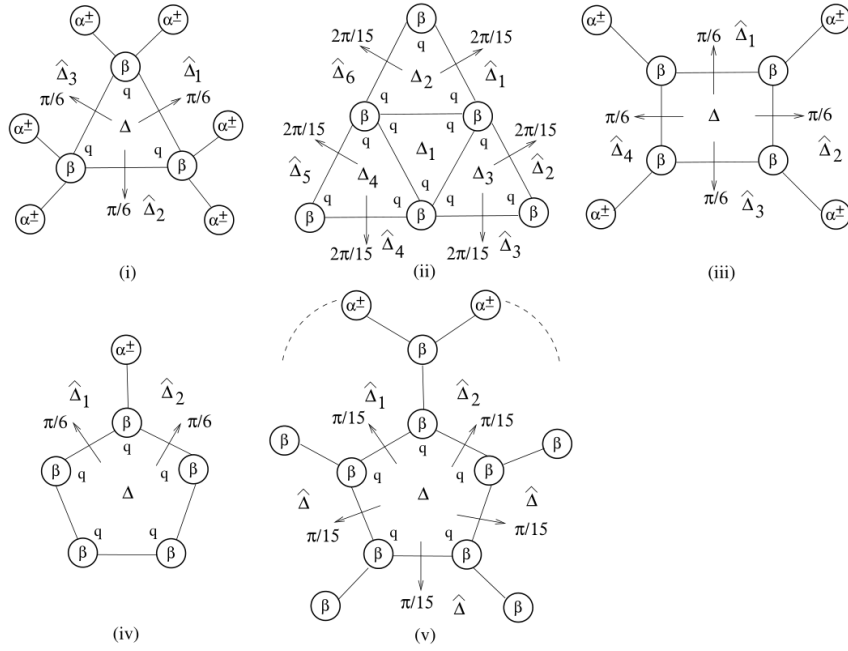 α± α±
β
Δ̂3 q Δ̂1
π/6 Δ π/6
α± α±
β q q β
α± π/6 Δ̂2 α±
(i)
β
2π/15 q 2π/15
Δ̂6 Δ2 Δ̂1
q q
β β
2π/15 q q q q 2π/15
Δ1
Δ̂5 Δ4 Δ3 Δ̂2
q
q q q q
β β β
2π/15 Δ̂4 2π/15 Δ̂3
(ii)
α± Δ̂1 α±
π/6
β β
π/6 Δ π/6
Δ̂4 Δ̂2
β β
π/6 Δ̂3
α± α±
(iii)
α±
Δ̂1 Δ̂2
π/6 β π/6
q
β q q β
Δ
q q
β β
(iv)
α± α±
β
Δ̂1 Δ̂2
π/15 β π/15
β q β
β q q β
Δ̂ Δ Δ̂
π/15 π/15
q q
β β
π/15 Δ̂
β β
(v)